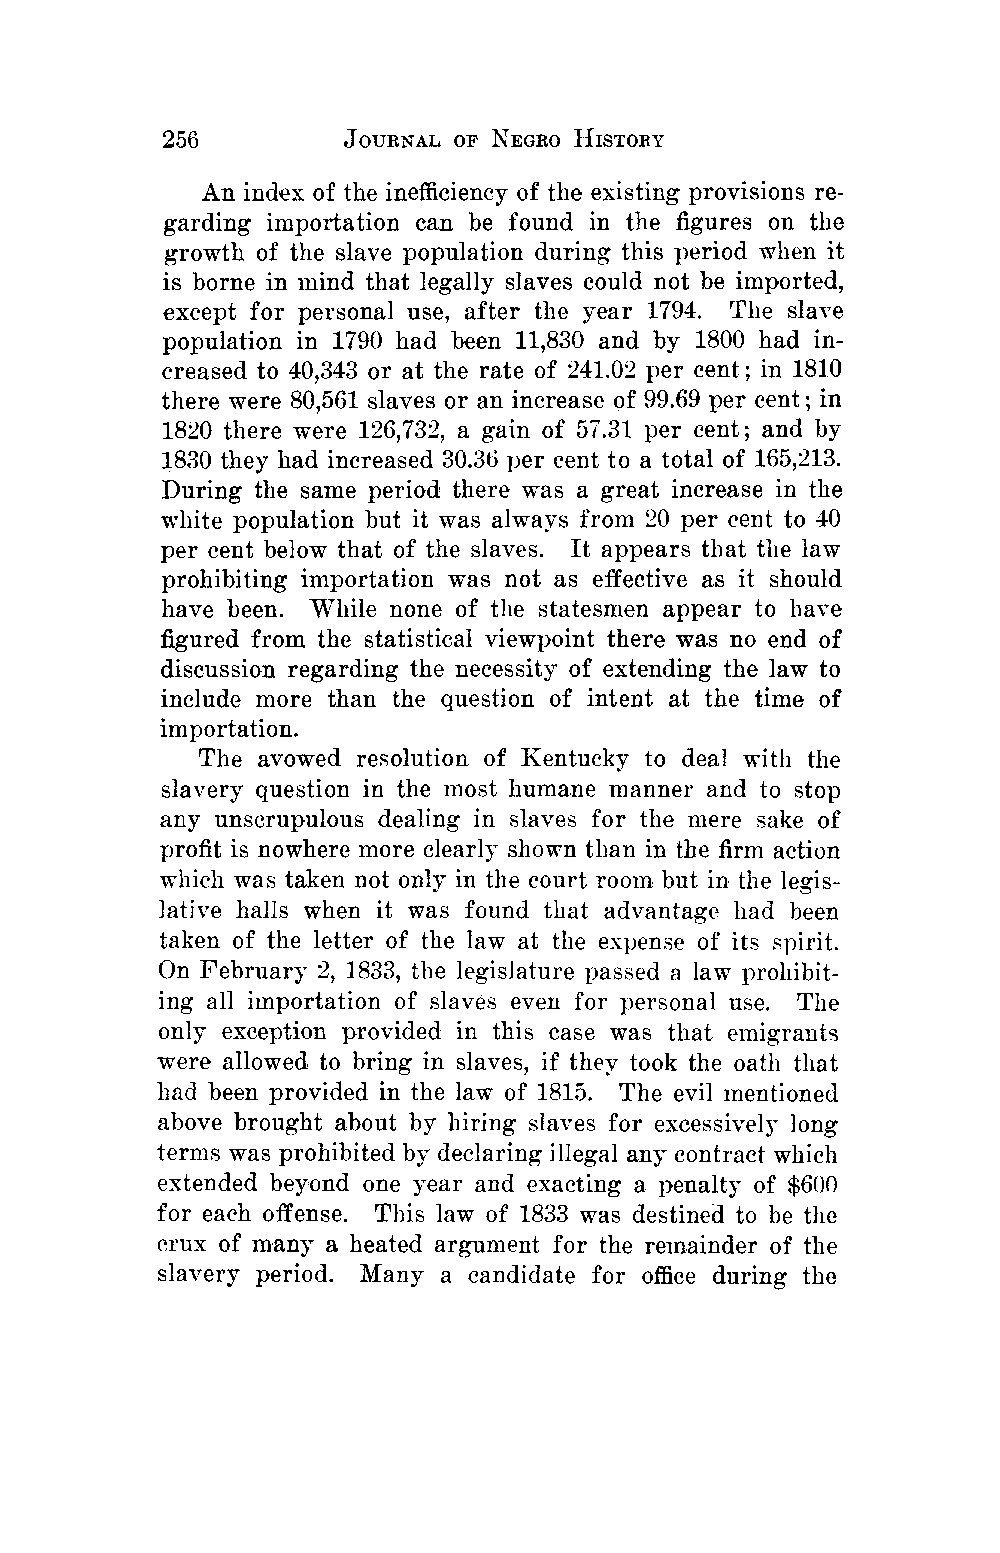 256 JOURNAL OF NEGRO HISTORY
An index of the inefficiency of the existing provisions re-
garding importation can be found in the figures on the
growth of the slave population during this period when it
is borne in mind that legally slaves could not be imported,
except for personal use, after the year 1794. The slave
population in 1790 had been 11,830 and by 1800 had in-
creased to 40,343 or at the rate of 241.02 per cent; in 1810
there were 80,561 slaves or an increase of 99.69 per cent; in
1820 there were 126,732, a gain of 57.31 per cent; and by
1830 they had increased 30.36 per cent to a total of 165,213.
During the same period there was a great increase in the
white population but it was always from 20 per cent to 40
per cent below that of the slaves. It appears that the law
prohibiting importation was not as effective as it should
have been. While none of the statesmen appear to have
figured from the statistical viewpoint there was no end of
discussion regarding the necessity of extending the law to
include more than the question of intent at the time of
importation.
The avowed resolution of Kentucky to deal with the
slavery question in the most humane manner and to stop
any unscrupulous dealing in slaves for the mere sake of
profit is nowhere more clearly shown than in the firm action
which was taken not only in the court room but in the legis-
lative halls when it was found that advantage had been
taken of the letter of the law at the expense of its spirit.
On February 2, 1833, the legislature passed a law prohibit-
ing all importation of slaves even for personal use. The
only exception provided in this case was that emigrants
were allowed to bring in slaves, if they took the oath that
had been provided in the law of 1815. The evil mentioned
above brought about by hiring slaves for excessively long
terms was prohibited by declaring illegal any contract which
extended beyond one year and exacting a penalty of $600
for each offense. This law of 1833 was destined to be the
crux of many a heated argument for the remainder of the
slavery period. Many a candidate for office during the